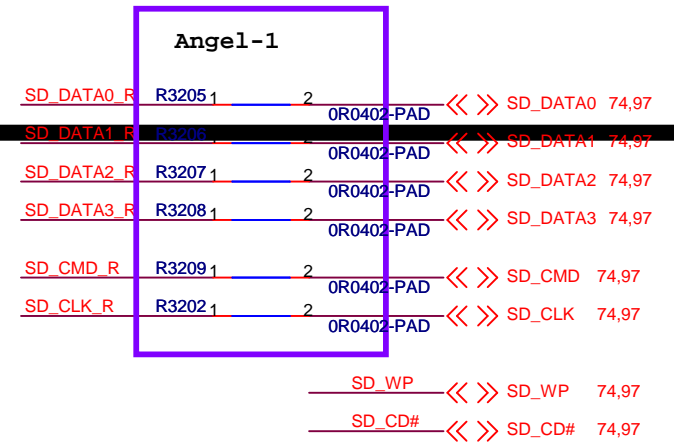 Angel-1
SD_DATA0_R R3205 1 2 0R0402-PAD SD_DATA0 74,97
SD_DATA1_R R3206 1 2 0R0402-PAD SD_DATA1 74,97
SD_DATA2_R R3207 1 2 0R0402-PAD SD_DATA2 74,97
SD_DATA3_R R3208 1 2 0R0402-PAD SD_DATA3 74,97
SD_CMD_R R3209 1 2 0R0402-PAD SD_CMD 74,97
SD_CLK_R R3202 1 2 0R0402-PAD SD_CLK 74,97
SD_WP SD_WP 74,97
SD_CD# SD_CD# 74,97